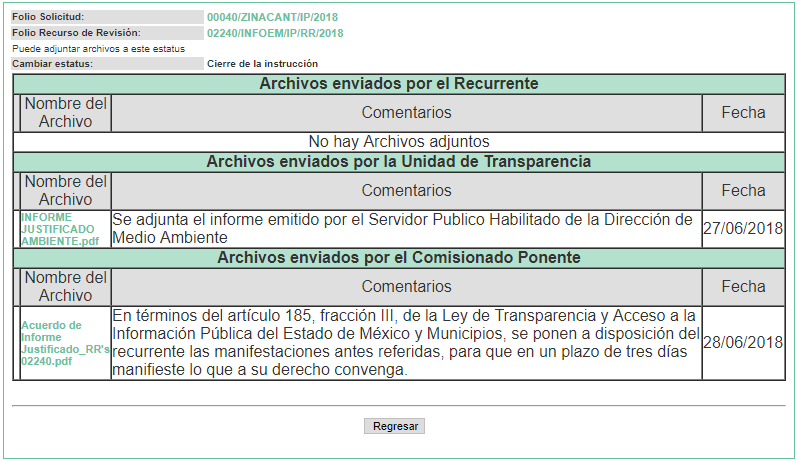 Folio Solicitud: 00040/ZINACANT/IP/2018
Folio Recurso de Revisión: 02240/INFOEM/IP/RR/2018
Puede adjuntar archivos a este estatus
Cambiar estatus: Cierre de la instrucción
Archivos enviados por el Recurrente
Nombre del
Archivo
Comentarios
Fecha
No hay Archivos adjuntos
Archivos enviados por la Unidad de Transparencia
Nombre del
Archivo
Comentarios
Fecha
INFORME
JUSTIFICADO
AMBIENTE.pdf
Se adjunta el informe emitido por el Servidor Publico Habilitado de la Dirección de
Medio Ambiente
27/06/2018
Archivos enviados por el Comisionado Ponente
Nombre del
Archivo
Comentarios
Fecha
Acuerdo de
Informe
Justificado_RR's
02240.pdf
En términos del artículo 185, fracción III, de la Ley de Transparencia y Acceso a la
Información Pública del Estado de México y Municipios, se ponen a disposición del
recurrente las manifestaciones antes referidas, para que en un plazo de tres días
manifieste lo que a su derecho convenga.
28/06/2018
Regresar